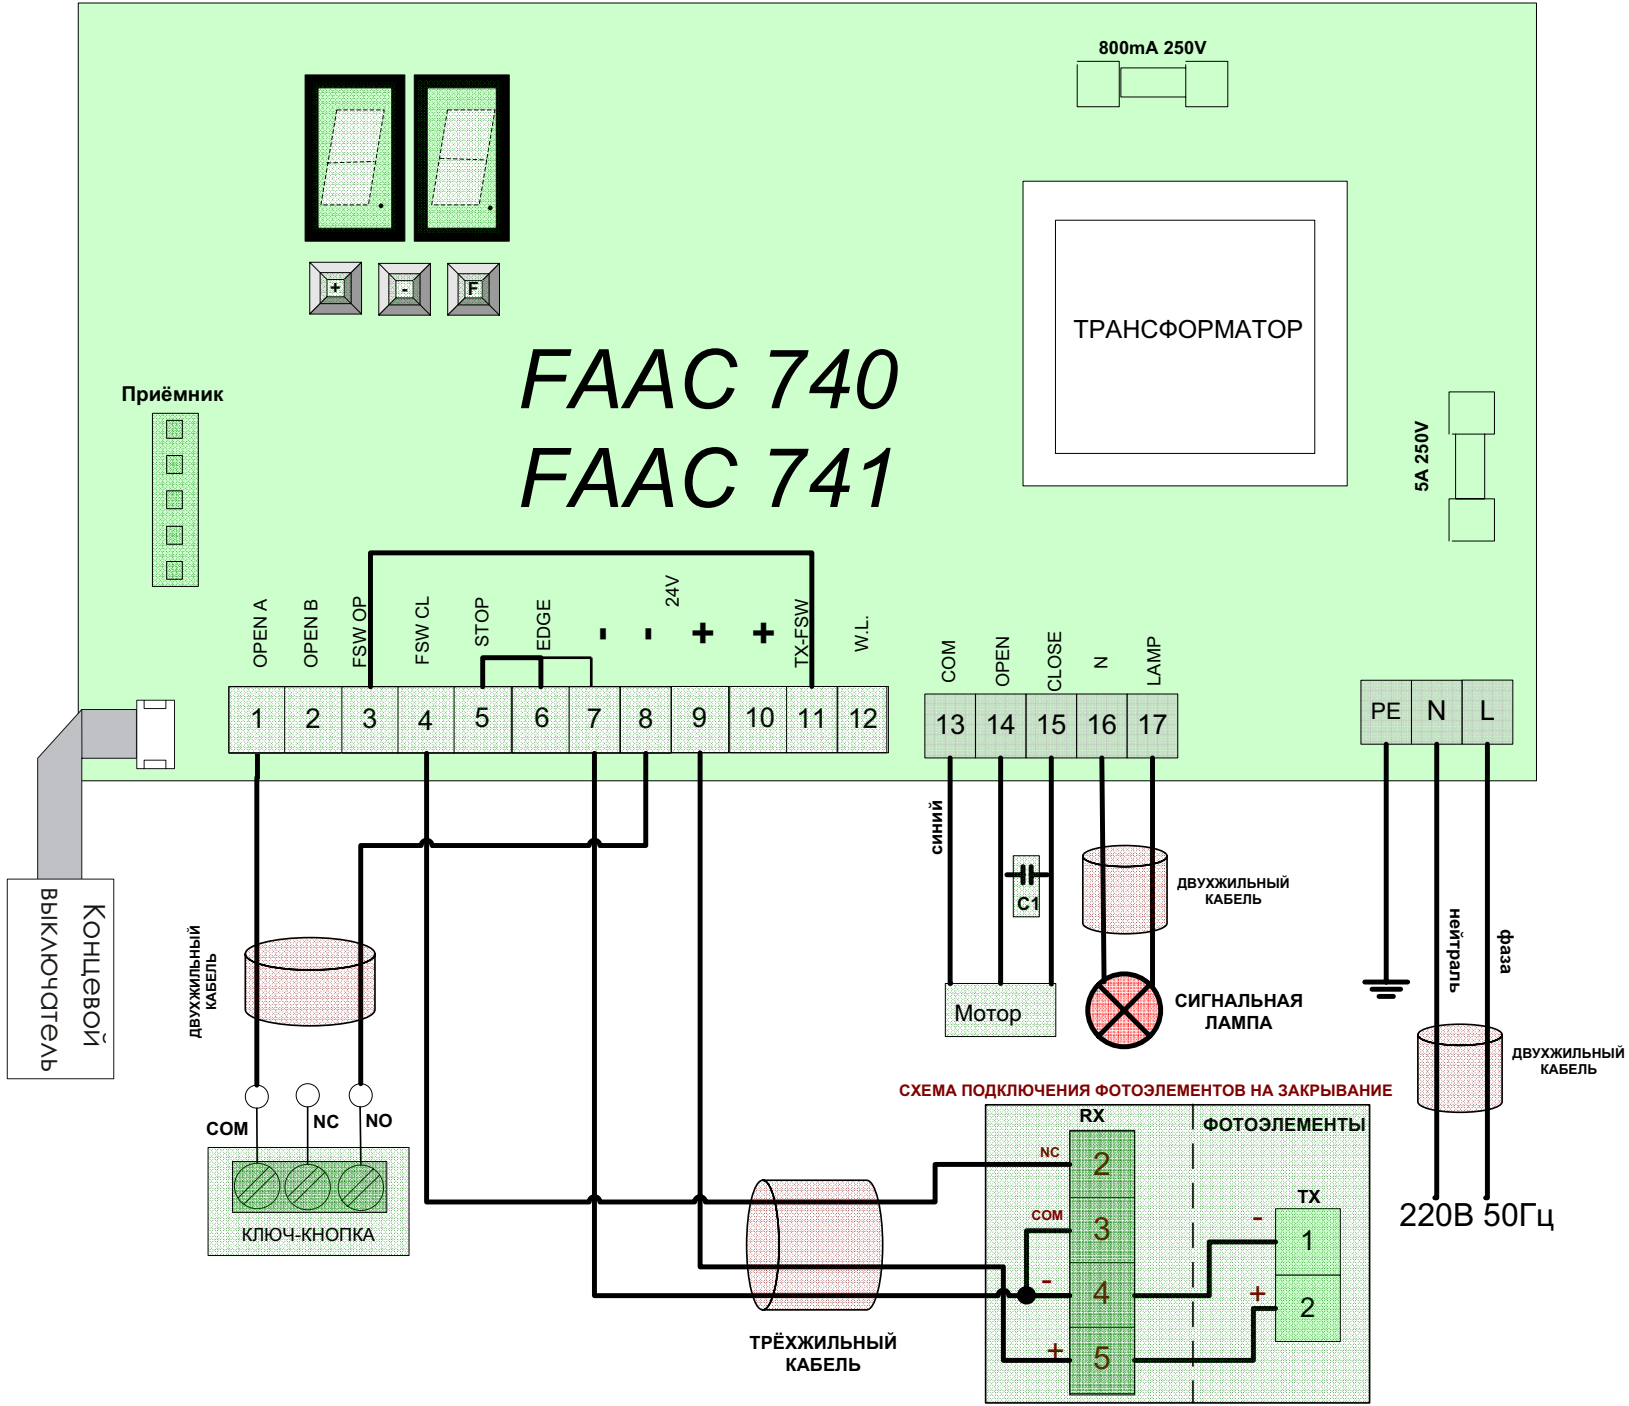 800mA 250V
+
-
F
FAAC 740
FAAC 741
ТРАНСФОРМАТОР
Приёмник
5A 250V
OPEN A
OPEN B
FSW OP
FSW CL
STOP
EDGE
-
-
24V
+
+
TX-FSW
W.L.
COM
OPEN
CLOSE
N
LAMP
1
2
3
4
5
6
7
8
9
10
11
12
13
14
15
16
17
PE
N
L
синий
C1
ДВУХЖИЛЬНЫЙ
КАБЕЛЬ
нейтраль
фаза
Концевой
выключатель
ДВУХЖИЛЬНЫЙ
КАБЕЛЬ
Мотор
СИГНАЛЬНАЯ
ЛАМПА
ДВУХЖИЛЬНЫЙ
КАБЕЛЬ
COM
NC
NO
КЛЮЧ-КНОПКА
СХЕМА ПОДКЛЮЧЕНИЯ ФОТОЭЛЕМЕНТОВ НА ЗАКРЫВАНИЕ
RX
ФОТОЭЛЕМЕНТЫ
NC
2
COM
3
-
4
+
5
TX
-
1
+
2
220В 50Гц
ТРЁХЖИЛЬНЫЙ
КАБЕЛЬ